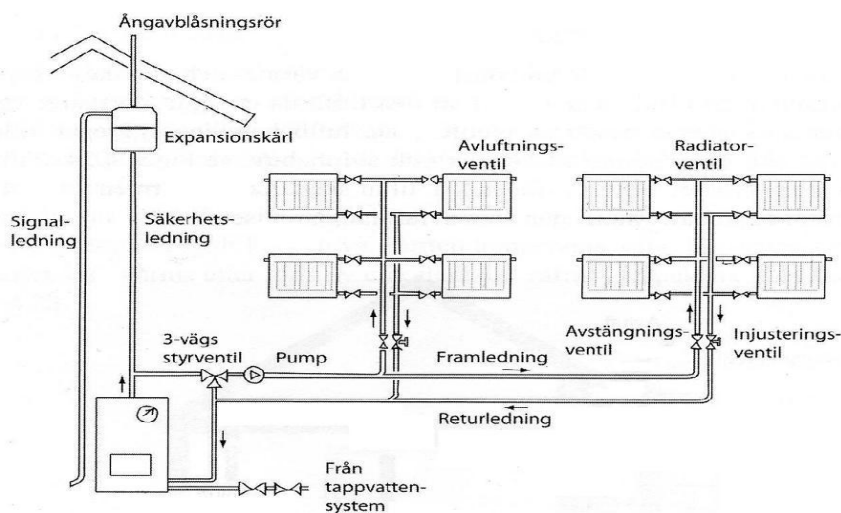 Ångavblåsningsrör
Expansionskärl
Avluftnings-
ventil
Radiator-
ventil
Signal-
ledning
Säkerhets-
ledning
3-vägs
styrventil
Pump
Framledning
Avstängnings-
ventil
Injusterings-
ventil
Returledning
Från
tappvatten-
system